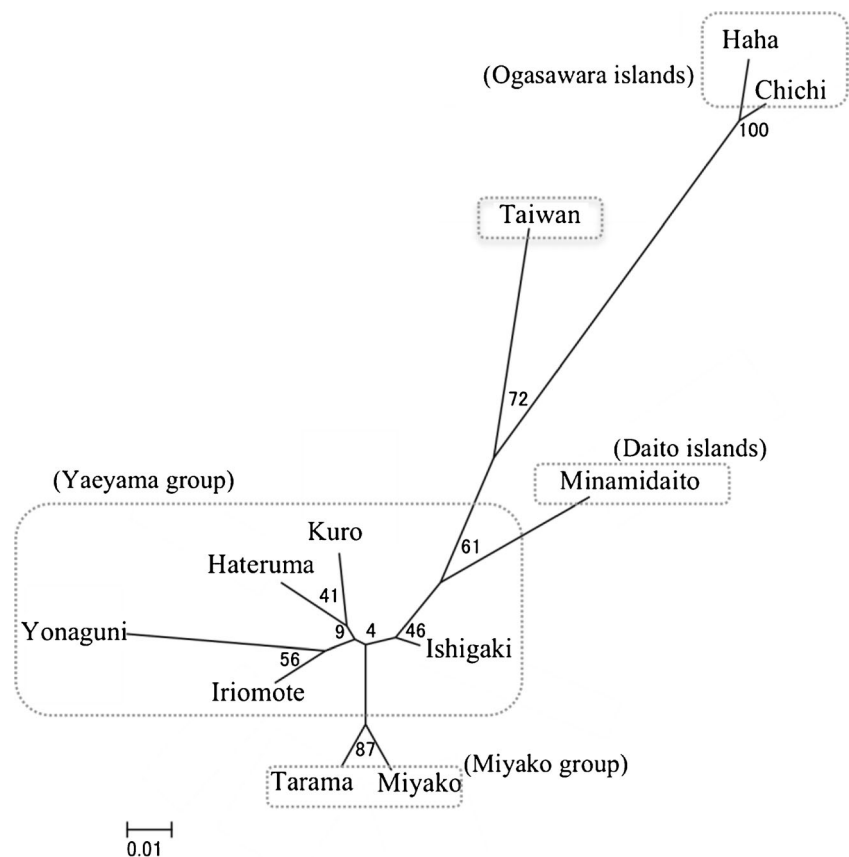 Haha
(Ogasawara islands)
Chichi
100
Taiwan
72
(Daito islands)
Minamidaito
(Yaeyama group)
Kuro
61
Hateruma
41
Yonaguni
9
4
46
Ishigaki
56
Iriomote
87
(Miyako group)
Tarama
Miyako
0.01